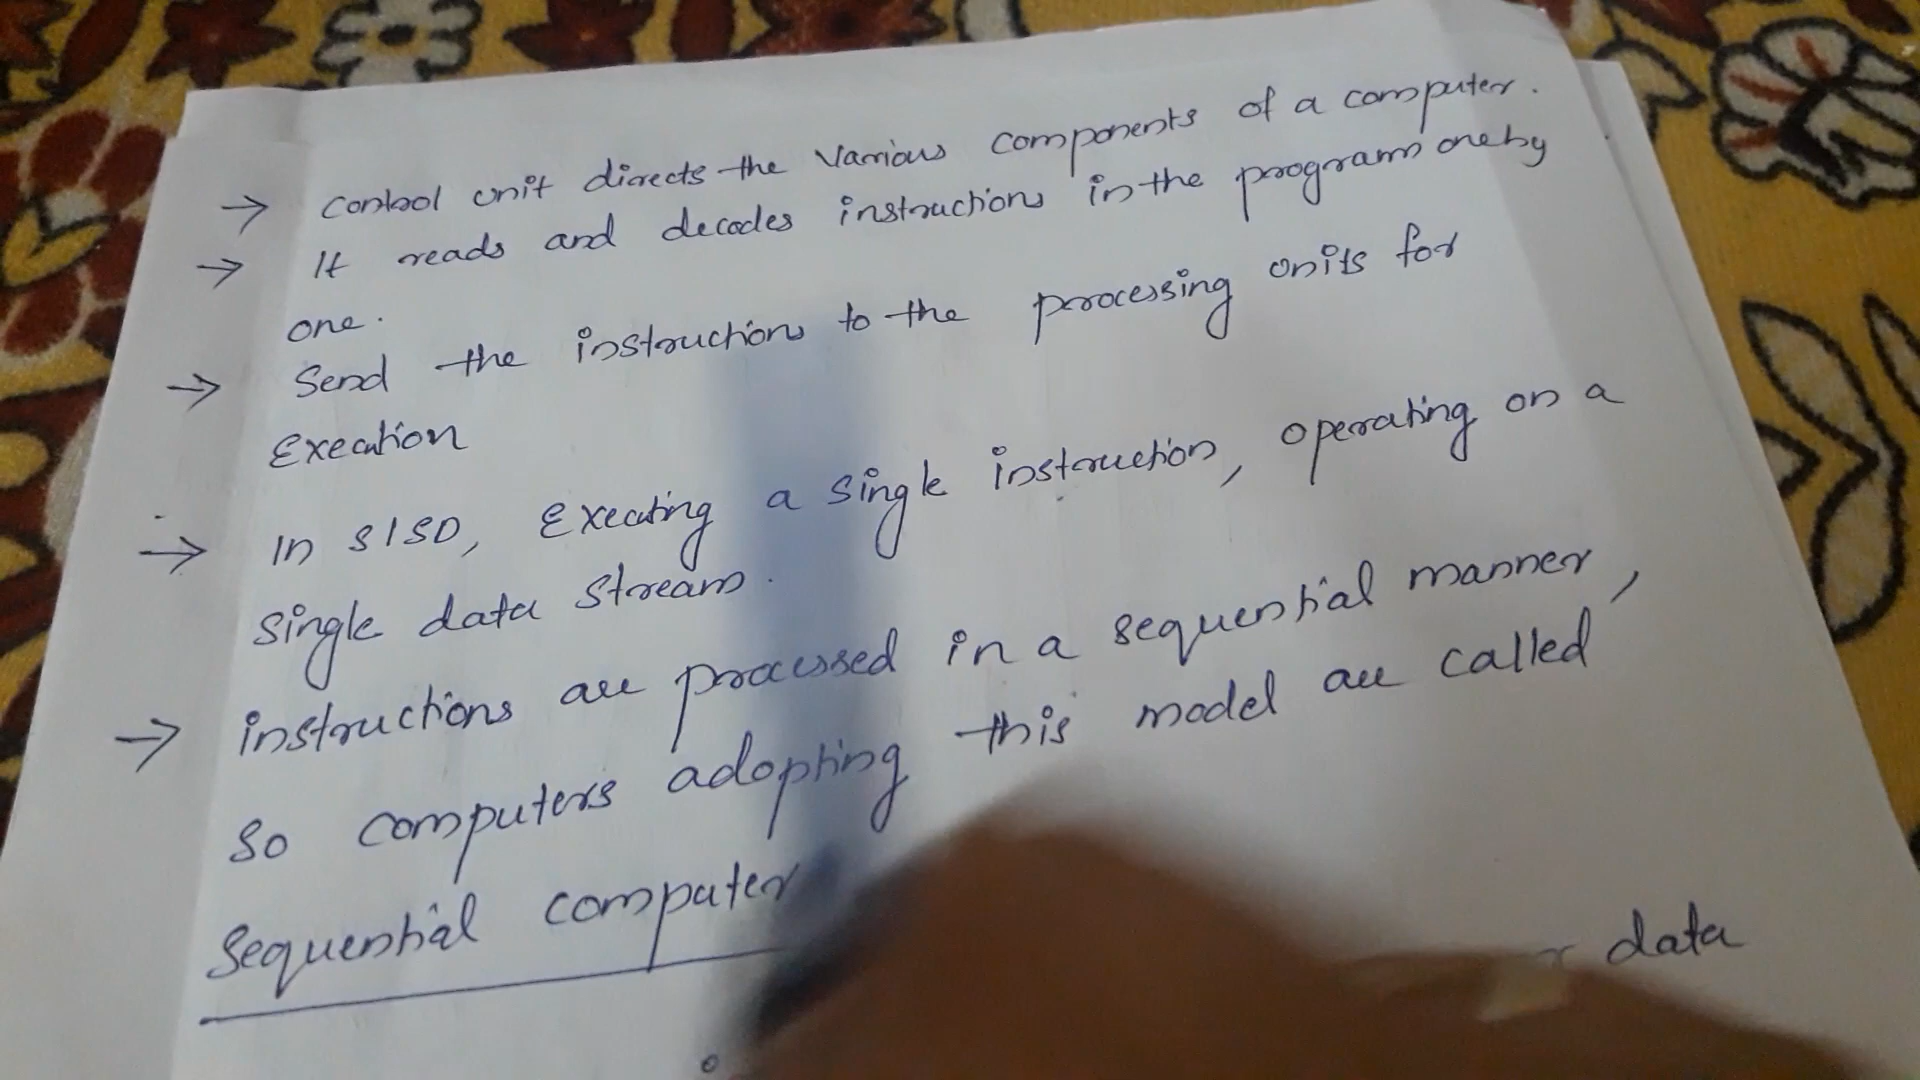 → Control unit directs the various components of a computer.
→ It reads and decodes instructions in the program one by
one.
→ Send the instructions to the processing units for
Execution
→ In SISD, Executing a single instruction, operating on a
single data stream.
→ instructions are processed in a sequential manner,
so computers adopting this model are called
Sequential computer
data